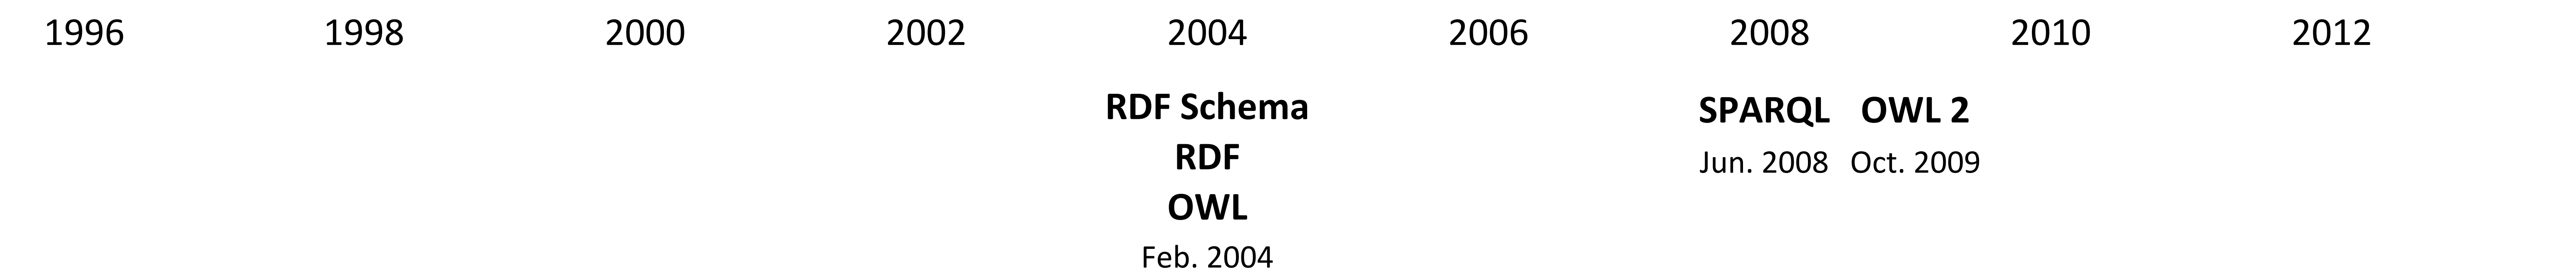 1996 1998 2000 2002 2004 2006 2008 2010 2012
RDF Schema
RDF
OWL
Feb. 2004
SPARQL OWL 2
Jun. 2008 Oct. 2009